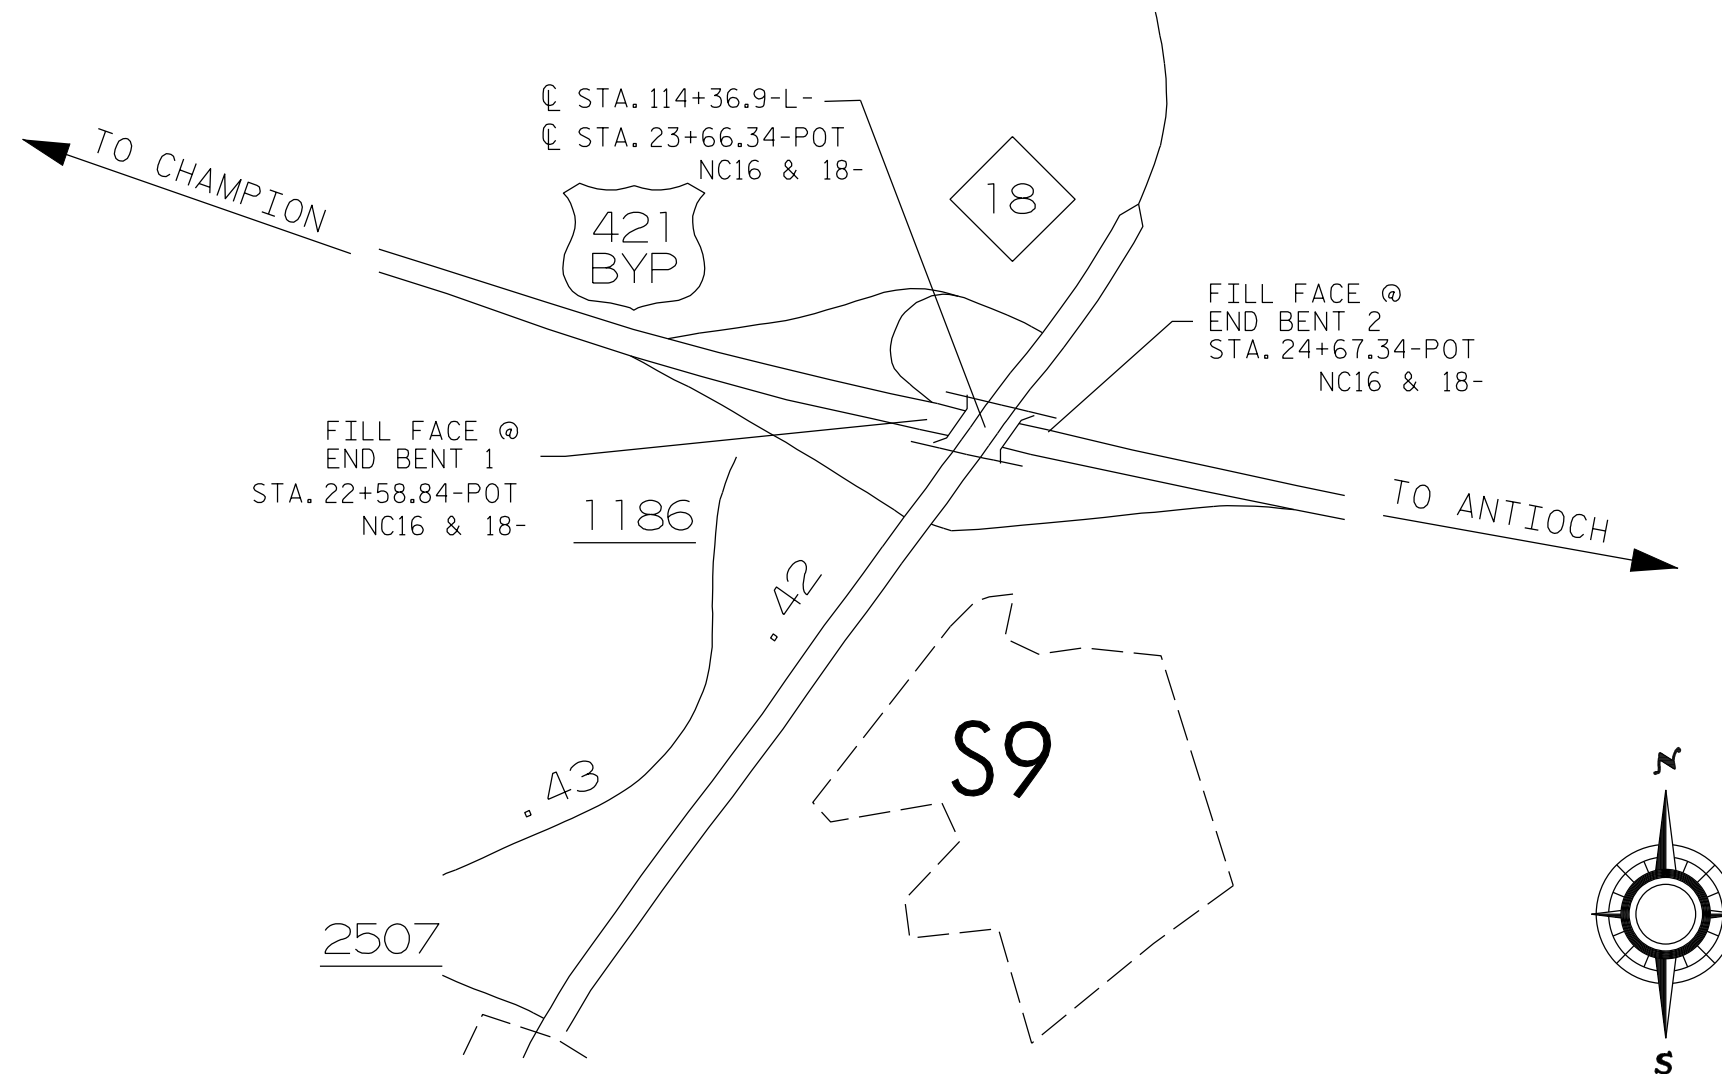 ℄ STA. 114+36.9-L-
℄ STA. 23+66.34-POT
NC16 & 18-
TO CHAMPION
421
BYP
18
FILL FACE @
END BENT 2
STA. 24+67.34-POT
NC16 & 18-
FILL FACE @
END BENT 1
STA. 22+58.84-POT
NC16 & 18-
1186
TO ANTIOCH
.42
S9
.43
2507
N
S